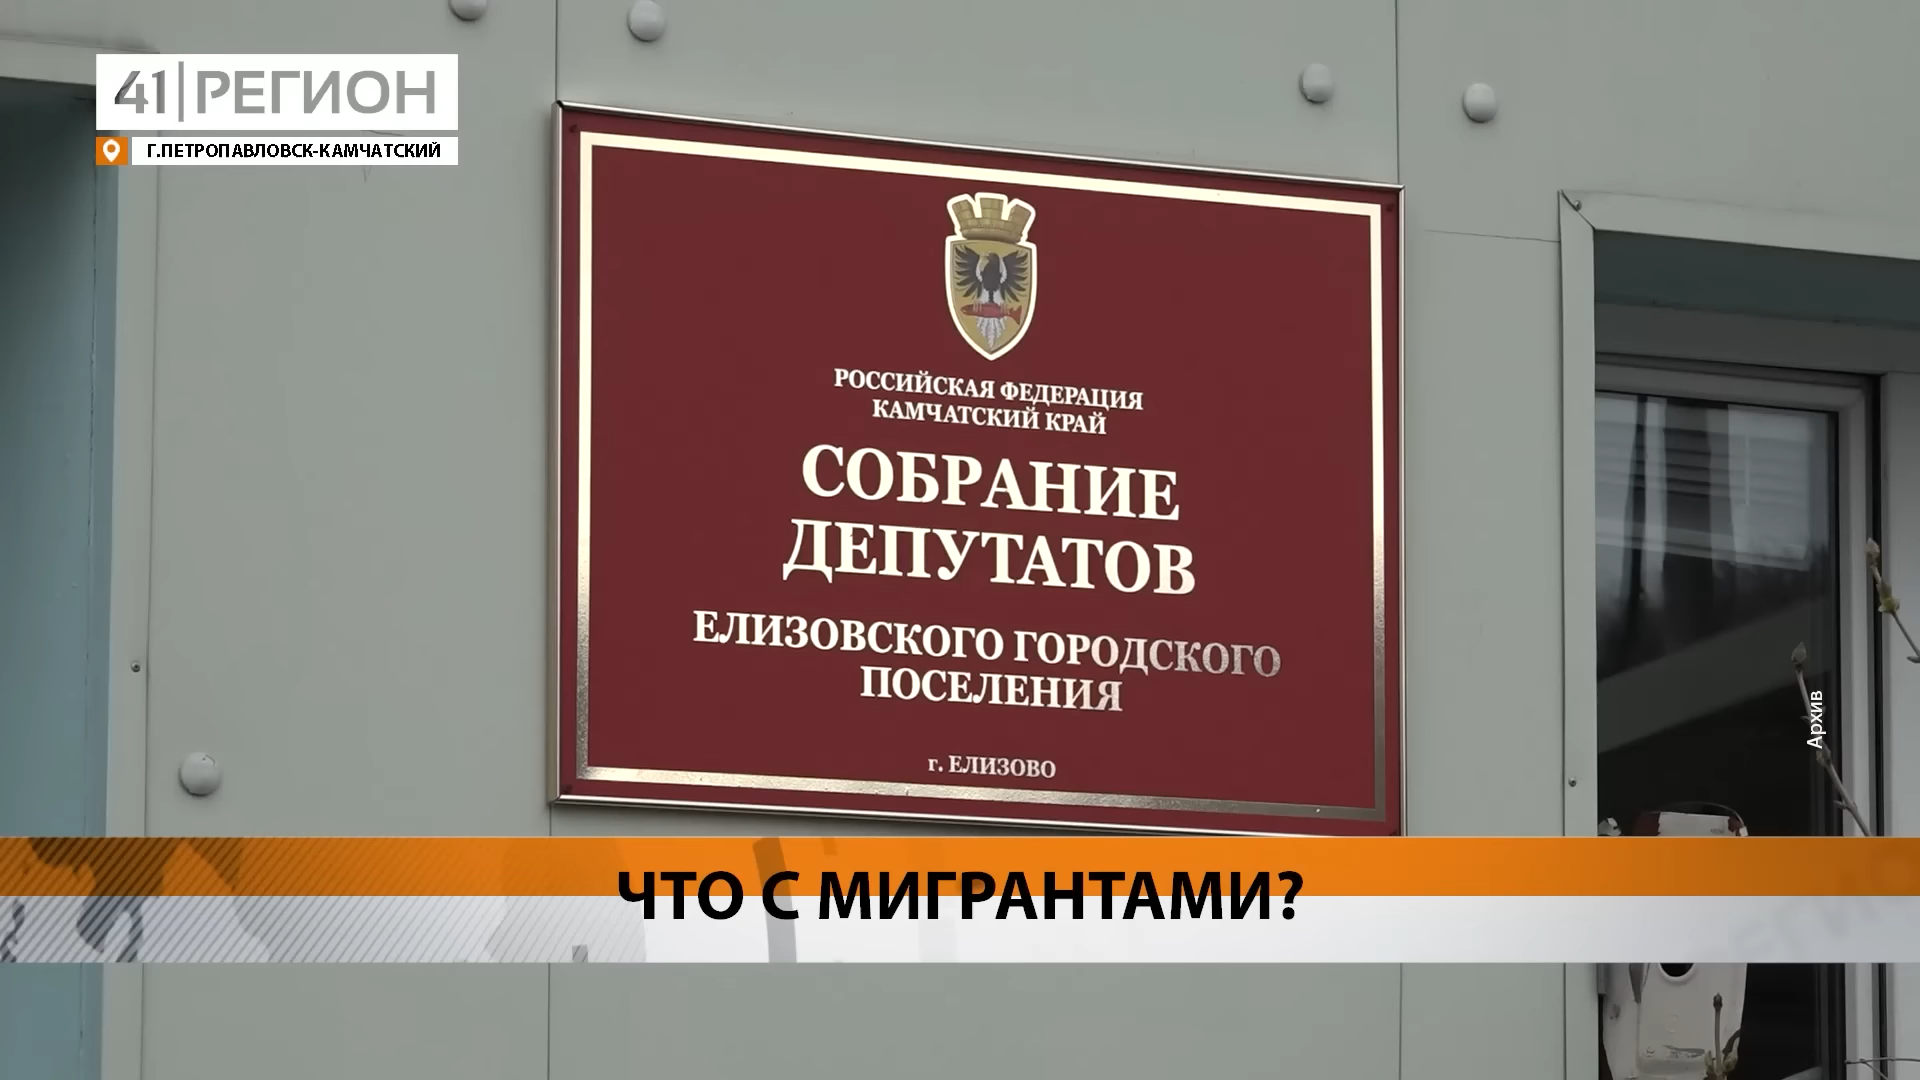 41 РЕГИОН
Г.ПЕТРОПАВЛОВСК-КАМЧАТСКИЙ
РОССИЙСКАЯ ФЕДЕРАЦИЯ
КАМЧАТСКИЙ КРАЙ
СОБРАНИЕ
ДЕПУТАТОВ
ЕЛИЗОВСКОГО ГОРОДСКОГО
ПОСЕЛЕНИЯ
г. ЕЛИЗОВО
Архив
ЧТО С МИГРАНТАМИ?